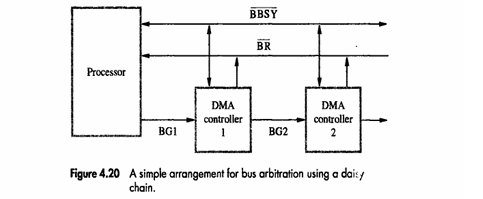 BBSY
BR
Processor
DMA
controller
1
DMA
controller
2
BG1
BG2
Figure 4.20 A simple arrangement for bus arbitration using a daisy
chain.